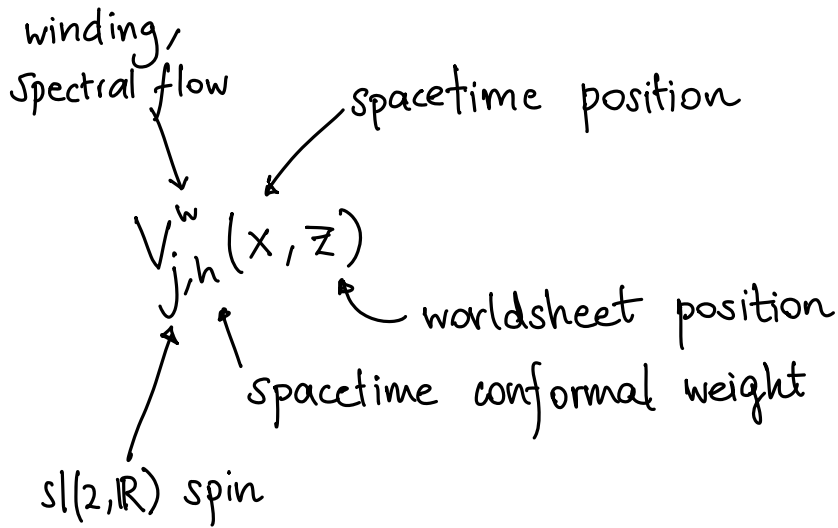 winding,
spectral flow
spacetime position
V^w_{j,h}(x,z)
worldsheet position
spacetime conformal weight
sl(2,ℝ) spin